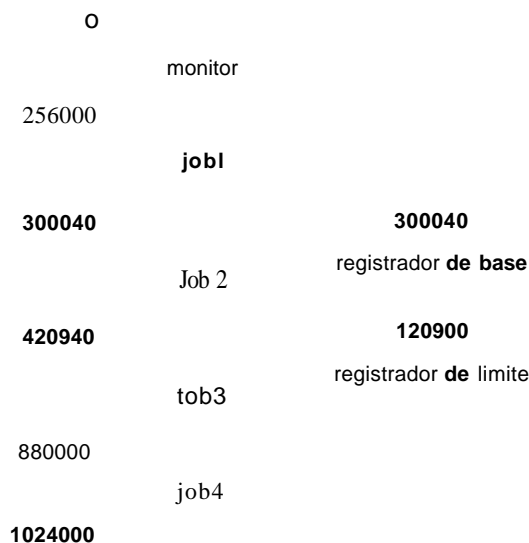 o
monitor
256000
jobl
300040
300040
registrador de base
Job 2
420940
120900
registrador de limite
tob3
880000
job4
1024000